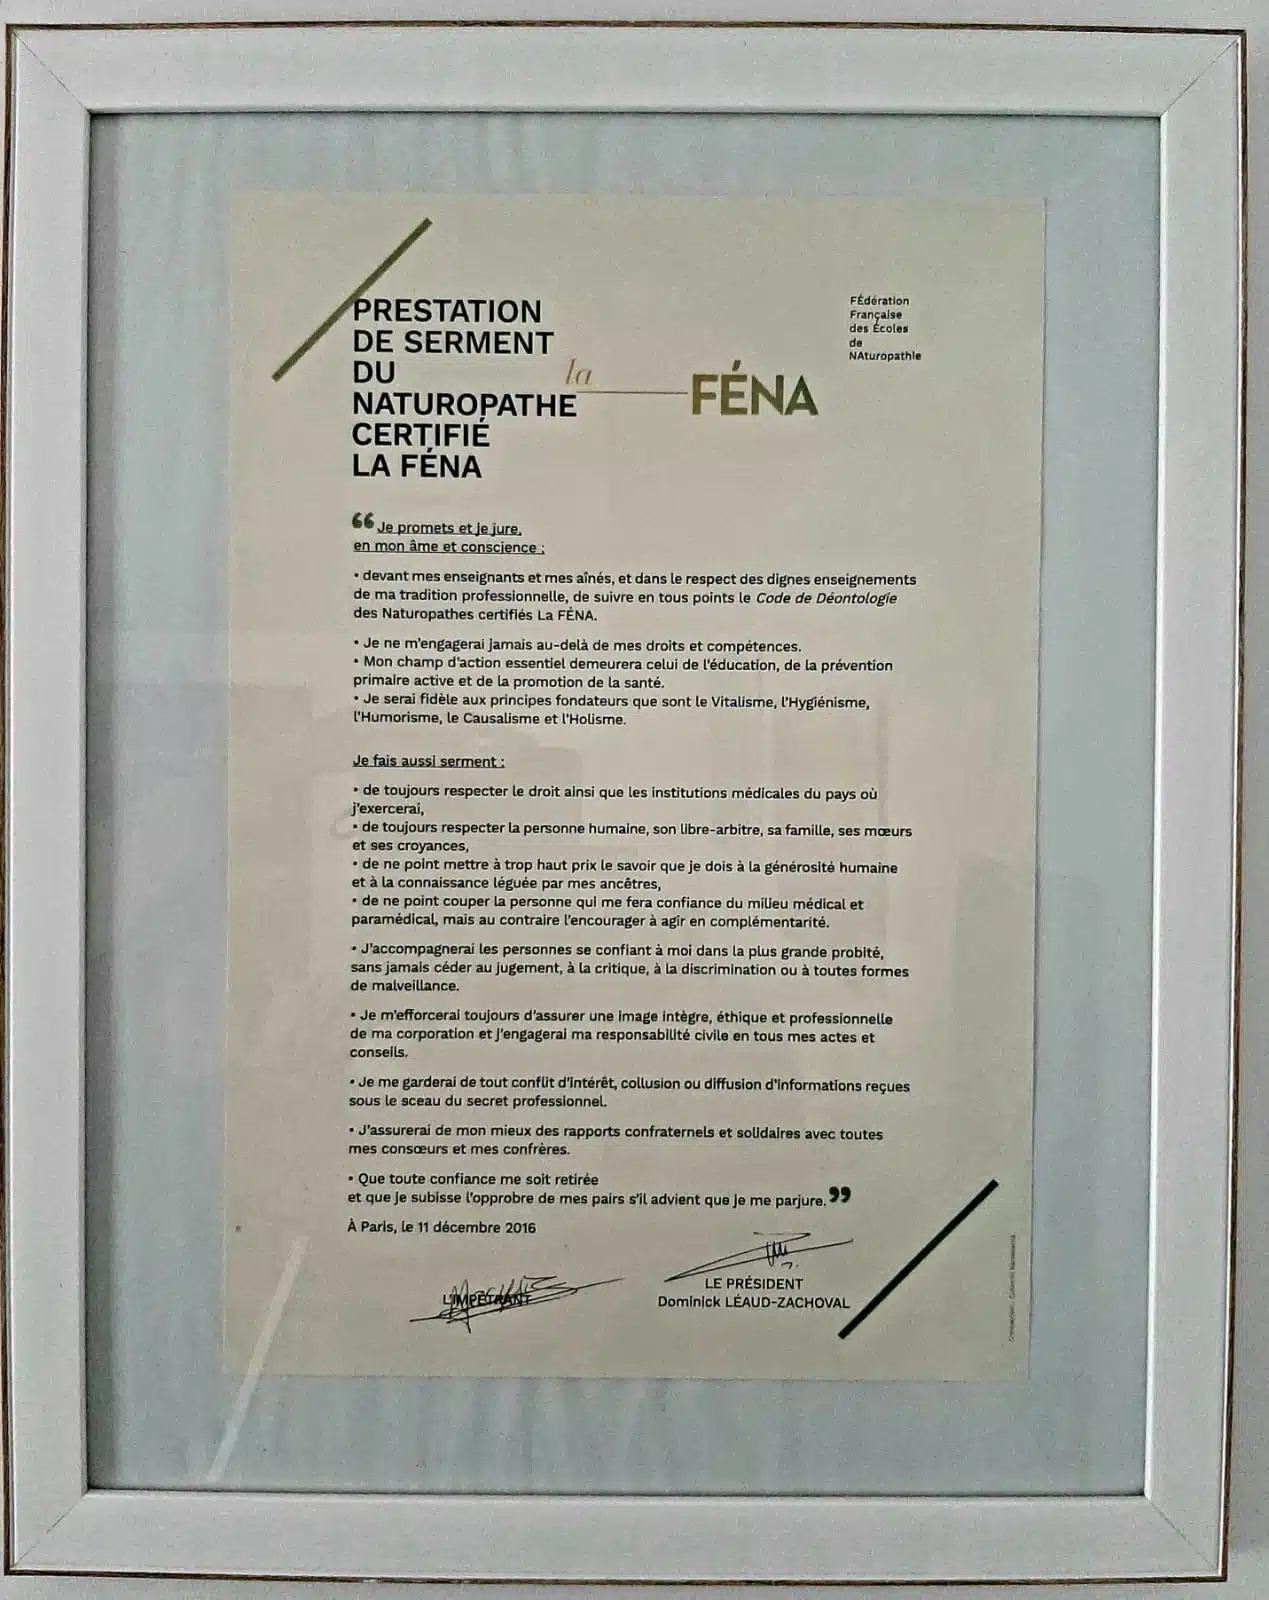 PRESTATION
DE SERMENT
DU
NATUROPATHE
CERTIFIÉ
LA FÉNA
la FÉNA
FÉdération
Française
des Écoles
de
NAturopathie
“ Je promets et je jure,
en mon âme et conscience :
• devant mes enseignants et mes aînés, et dans le respect des dignes enseignements
de ma tradition professionnelle, de suivre en tous points le Code de Déontologie
des Naturopathes certifiés La FÉNA.
• Je ne m'engagerai jamais au-delà de mes droits et compétences.
• Mon champ d'action essentiel demeurera celui de l'éducation, de la prévention
primaire active et de la promotion de la santé.
• Je serai fidèle aux principes fondateurs que sont le Vitalisme, l'Hygiénisme,
l'Humorisme, le Causalisme et l'Holisme.
Je fais aussi serment :
• de toujours respecter le droit ainsi que les institutions médicales du pays où
j'exercerai,
• de toujours respecter la personne humaine, son libre-arbitre, sa famille, ses mœurs
et ses croyances,
• de ne point mettre à trop haut prix le savoir que je dois à la générosité humaine
et à la connaissance léguée par mes ancêtres,
• de ne point couper la personne qui me fera confiance du milieu médical et
paramédical, mais au contraire l'encourager à agir en complémentarité.
• J'accompagnerai les personnes se confiant à moi dans la plus grande probité,
sans jamais céder au jugement, à la critique, à la discrimination ou à toutes formes
de malveillance.
• Je m'efforcerai toujours d'assurer une image intègre, éthique et professionnelle
de ma corporation et j'engagerai ma responsabilité civile en tous mes actes et
conseils.
• Je me garderai de tout conflit d'intérêt, collusion ou diffusion d'informations reçues
sous le sceau du secret professionnel.
• J'assurerai de mon mieux des rapports confraternels et solidaires avec toutes
mes consœurs et mes confrères.
• Que toute confiance me soit retirée
et que je subisse l'opprobre de mes pairs s'il advient que je me parjure. ”
À Paris, le 11 décembre 2016
L'IMPÉTRANT
LE PRÉSIDENT
Dominick LÉAUD-ZACHOVAL